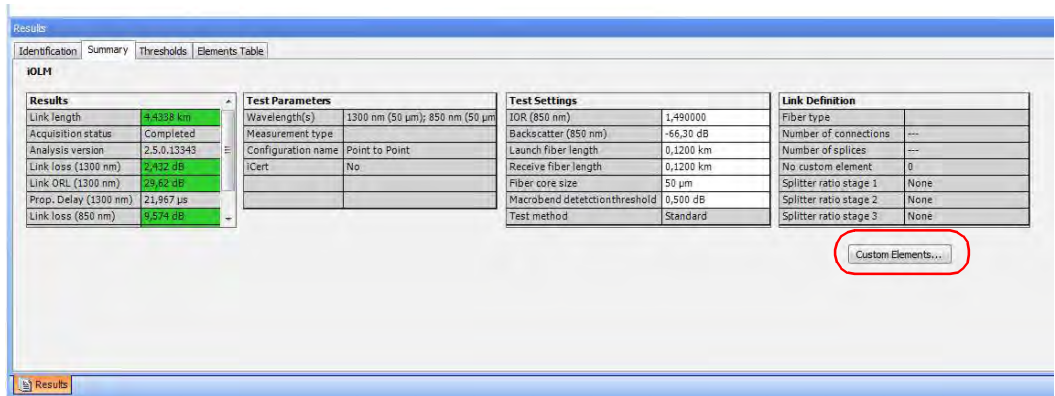 Results
Identification Summary Thresholds Elements Table
iOLM
Results
Link length 4,4338 km
Acquisition status Completed
Analysis version 2.5.0.13343
Link loss (1300 nm) 2,432 dB
Link ORL (1300 nm) 29,62 dB
Prop. Delay (1300 nm) 21,967 µs
Link loss (850 nm) 9,574 dB
Test Parameters
Wavelength(s) 1300 nm (50 µm); 850 nm (50 µm
Measurement type
Configuration name Point to Point
iCert No
Test Settings
IOR (850 nm) 1,490000
Backscatter (850 nm) -66,30 dB
Launch fiber length 0,1200 km
Receive fiber length 0,1200 km
Fiber core size 50 µm
Macrobend detetctionthreshold 0,500 dB
Test method Standard
Link Definition
Fiber type
Number of connections ---
Number of splices ---
No custom element 0
Splitter ratio stage 1 None
Splitter ratio stage 2 None
Splitter ratio stage 3 None
Custom Elements...
Results